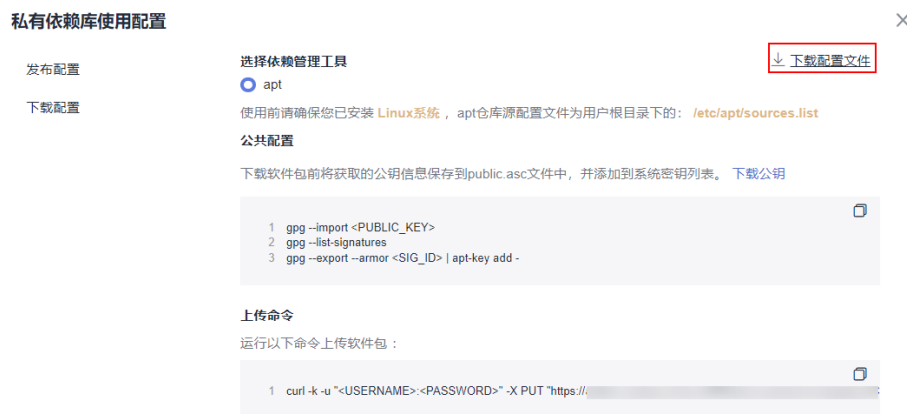 私有依赖库使用配置
发布配置
下载配置
选择依赖管理工具
下载配置文件
apt
使用前请确保您已安装 Linux系统 ，apt仓库源配置文件为用户根目录下的： /etc/apt/sources.list
公共配置
下载软件包前将获取的公钥信息保存到public.asc文件中，并添加到系统密钥列表。 下载公钥
1 gpg --import <PUBLIC_KEY>
2 gpg --list-signatures
3 gpg --export --armor <SIG_ID> | apt-key add -
上传命令
运行以下命令上传软件包：
1 curl -k -u "<USERNAME>:<PASSWORD>" -X PUT "https://